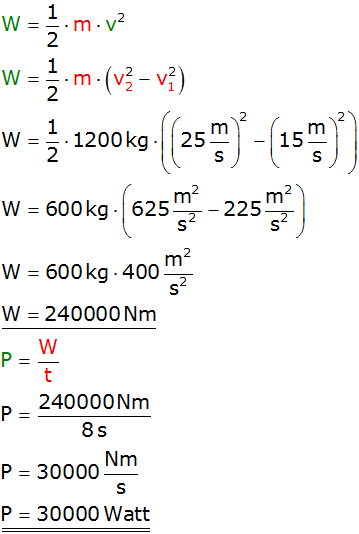 W = 1/2 · m · v²
W = 1/2 · m · (v₂² − v₁²)
W = 1/2 · 1200 kg · ((25 m/s)² − (15 m/s)²)
W = 600 kg · (625 m²/s² − 225 m²/s²)
W = 600 kg · 400 m²/s²
W = 240000 Nm
P = W/t
P = 240000 Nm/8 s
P = 30000 Nm/s
P = 30000 Watt